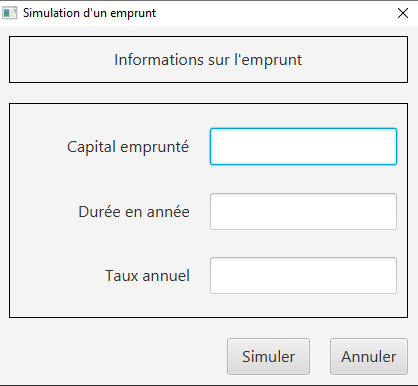 Simulation d'un emprunt
Informations sur l'emprunt
Capital emprunté
Durée en année
Taux annuel
Simuler Annuler